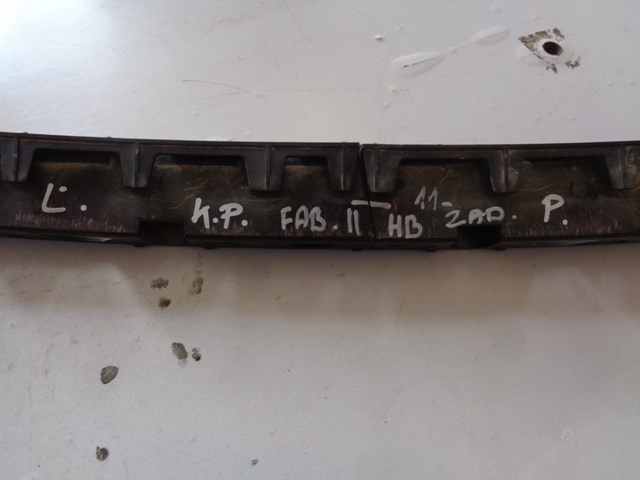 L. K.P. FAB. II HB 11- ZAD. P.